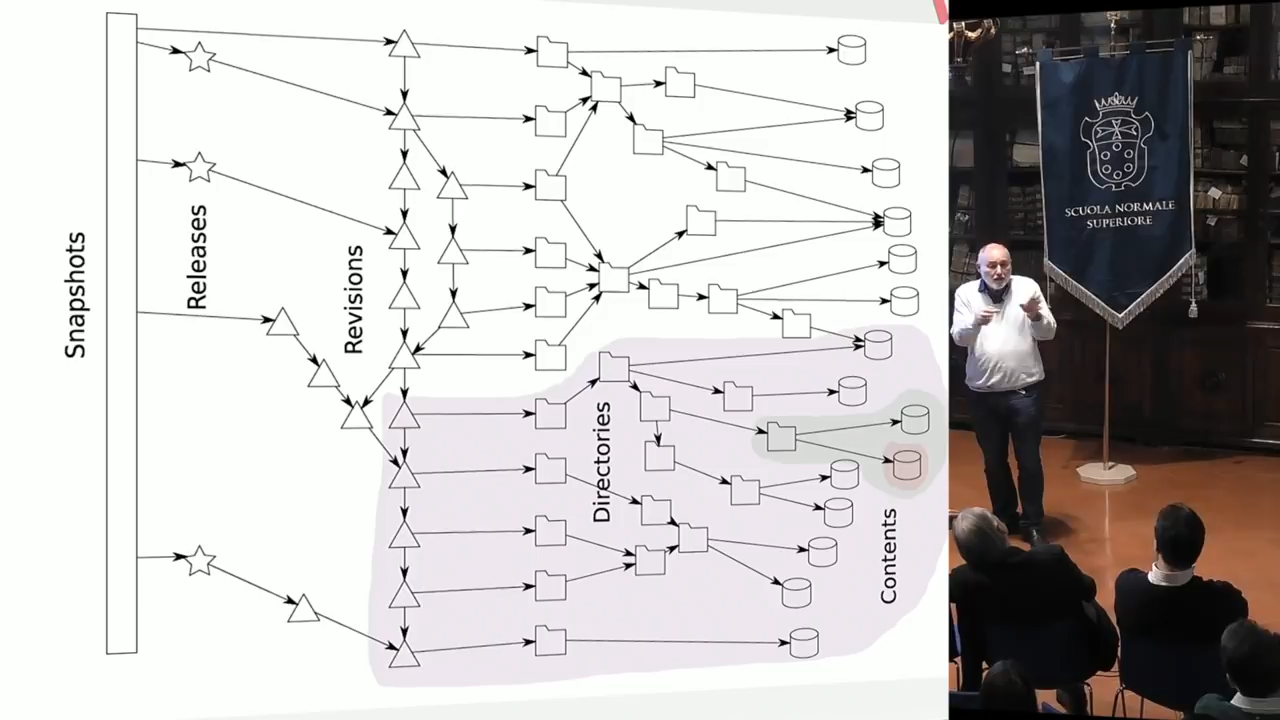 Snapshots
Releases
Revisions
Directories
Contents
SCUOLA NORMALE
SUPERIORE